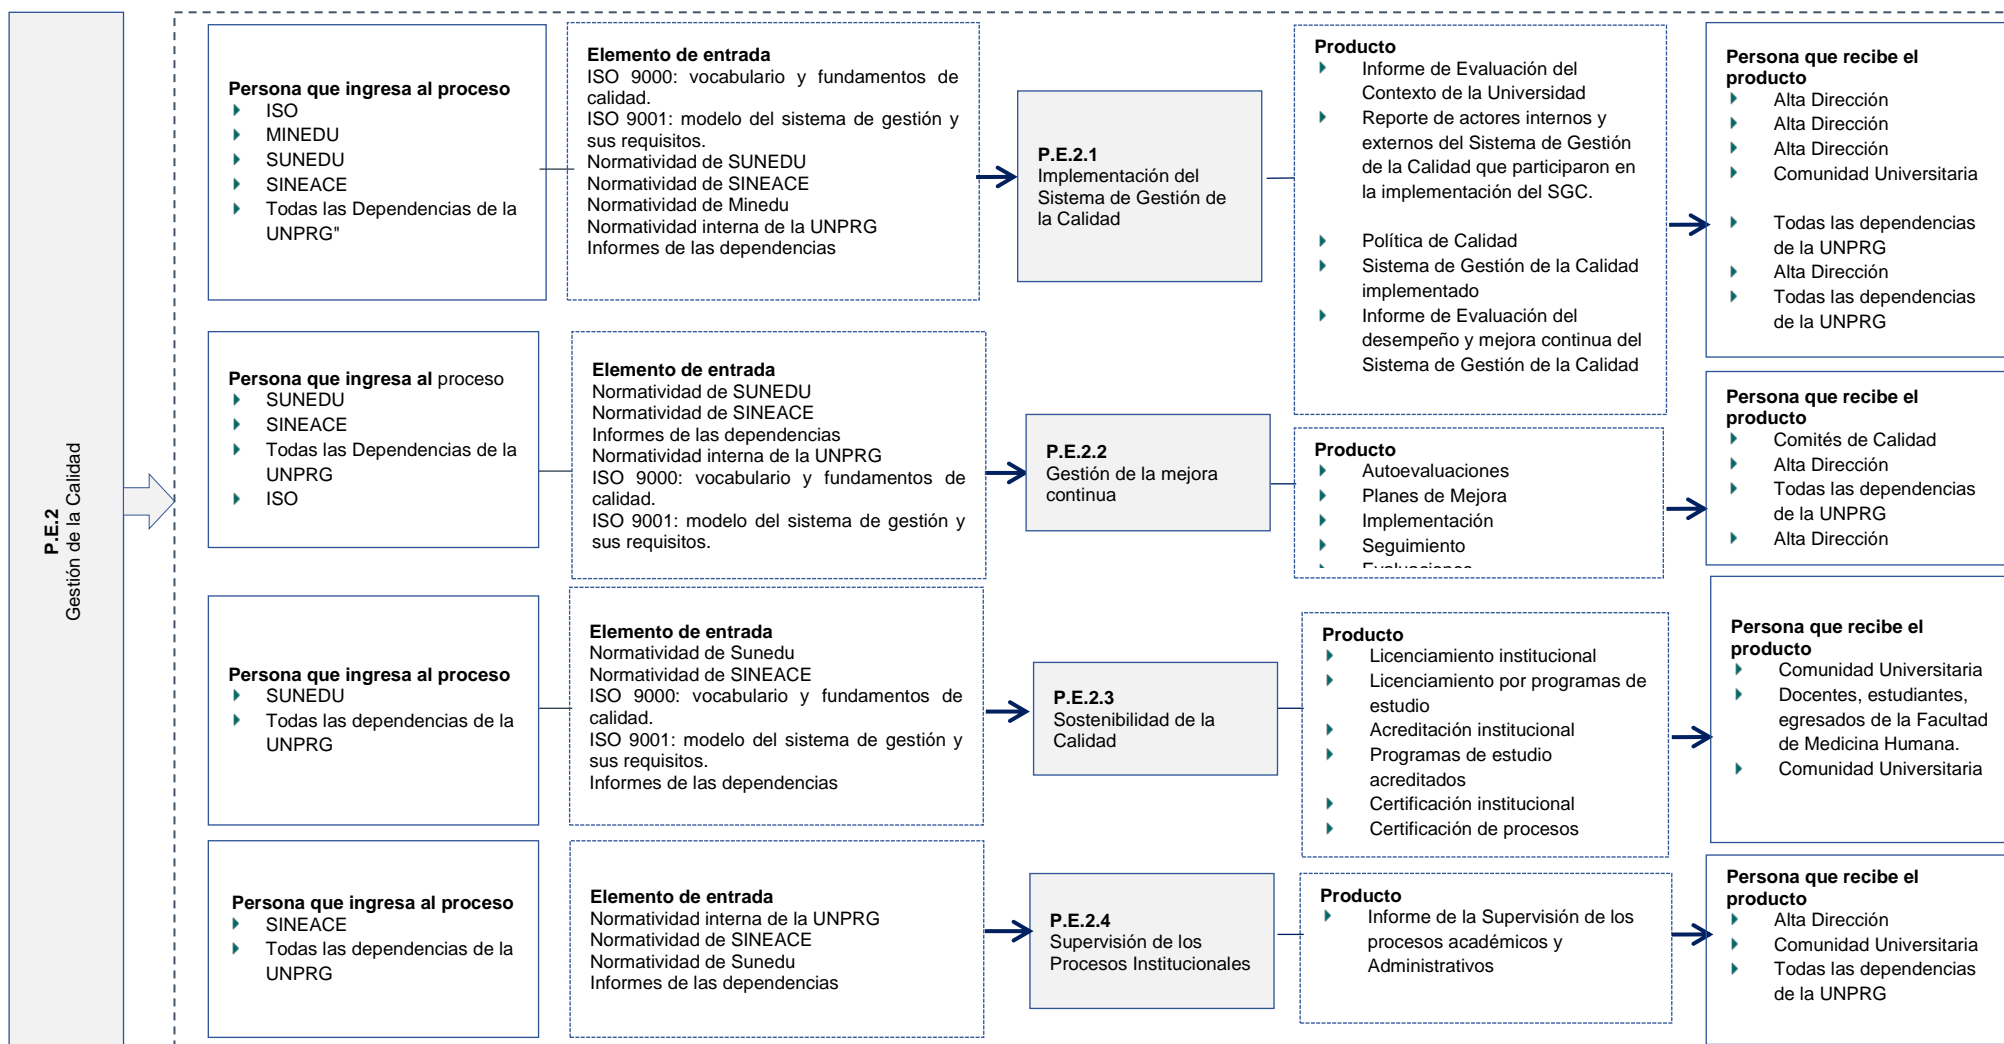 P.E.2
Gestión de la Calidad
Persona que ingresa al proceso
ISO
MINEDU
SUNEDU
SINEACE
Todas las Dependencias de la
UNPRG"
Elemento de entrada
ISO 9000: vocabulario y fundamentos de
calidad.
ISO 9001: modelo del sistema de gestión y
sus requisitos.
Normatividad de SUNEDU
Normatividad de SINEACE
Normatividad de Minedu
Normatividad interna de la UNPRG
Informes de las dependencias
P.E.2.1
Implementación del
Sistema de Gestión de
la Calidad
Producto
Informe de Evaluación del
Contexto de la Universidad
Reporte de actores internos y
externos del Sistema de Gestión
de la Calidad que participaron en
la implementación del SGC.
Política de Calidad
Sistema de Gestión de la Calidad
implementado
Informe de Evaluación del
desempeño y mejora continua del
Sistema de Gestión de la Calidad
Persona que recibe el
producto
Alta Dirección
Alta Dirección
Alta Dirección
Comunidad Universitaria
Todas las dependencias
de la UNPRG
Alta Dirección
Todas las dependencias
de la UNPRG
Persona que ingresa al proceso
SUNEDU
SINEACE
Todas las Dependencias de la
UNPRG
ISO
Elemento de entrada
Normatividad de SUNEDU
Normatividad de SINEACE
Informes de las dependencias
Normatividad interna de la UNPRG
ISO 9000: vocabulario y fundamentos de
calidad.
ISO 9001: modelo del sistema de gestión y
sus requisitos.
P.E.2.2
Gestión de la mejora
continua
Producto
Autoevaluaciones
Planes de Mejora
Implementación
Seguimiento
Evaluaciones
Persona que recibe el
producto
Comités de Calidad
Alta Dirección
Todas las dependencias
de la UNPRG
Alta Dirección
Persona que ingresa al proceso
SUNEDU
Todas las dependencias de la
UNPRG
Elemento de entrada
Normatividad de Sunedu
Normatividad de SINEACE
ISO 9000: vocabulario y fundamentos de
calidad.
ISO 9001: modelo del sistema de gestión y
sus requisitos.
Informes de las dependencias
P.E.2.3
Sostenibilidad de la
Calidad
Producto
Licenciamiento institucional
Licenciamiento por programas de
estudio
Acreditación institucional
Programas de estudio
acreditados
Certificación institucional
Certificación de procesos
Persona que recibe el
producto
Comunidad Universitaria
Docentes, estudiantes,
egresados de la Facultad
de Medicina Humana.
Comunidad Universitaria
Persona que ingresa al proceso
SINEACE
Todas las dependencias de la
UNPRG
Elemento de entrada
Normatividad interna de la UNPRG
Normatividad de SINEACE
Normatividad de Sunedu
Informes de las dependencias
P.E.2.4
Supervisión de los
Procesos Institucionales
Producto
Informe de la Supervisión de los
procesos académicos y
Administrativos
Persona que recibe el
producto
Alta Dirección
Comunidad Universitaria
Todas las dependencias
de la UNPRG